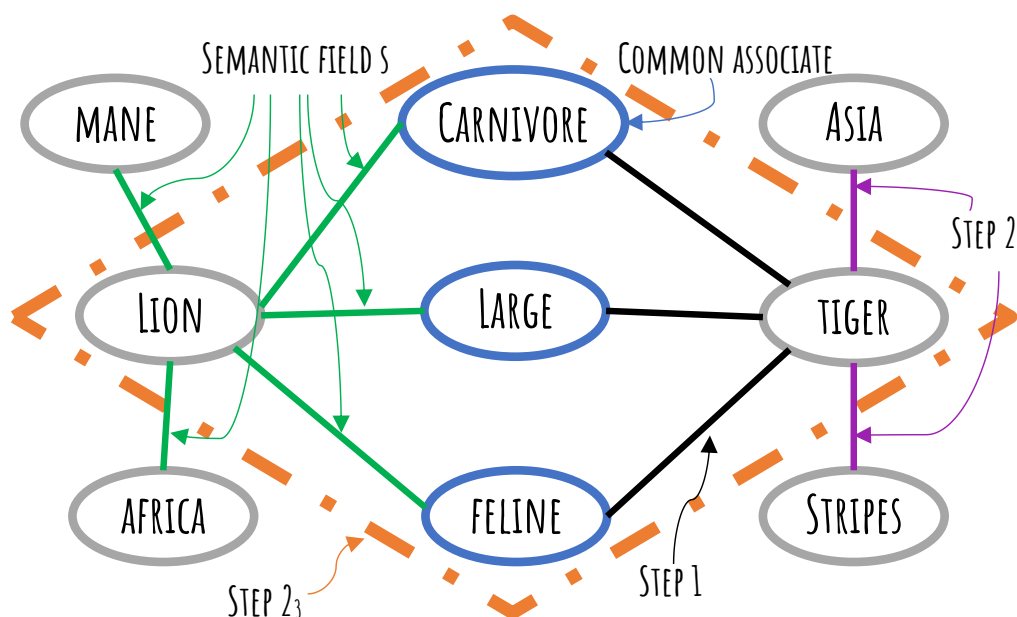 Semantic field s
Common associate
mane
Carnivore
Asia
Step 2
Lion
Large
tiger
africa
feline
Stripes
Step 1
Step 2₃